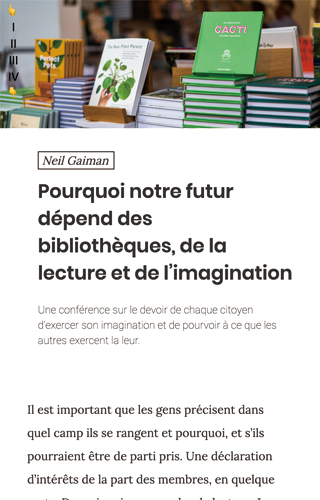 I
II
III
IV
Perfect
Pots
The New Plant Parent
CACTI
Neil Gaiman
Pourquoi notre futur
dépend des
bibliothèques, de la
lecture et de l’imagination
Une conférence sur le devoir de chaque citoyen
d’exercer son imagination et de pourvoir à ce que les
autres exercent la leur.
Il est important que les gens précisent dans
quel camp ils se rangent et pourquoi, et s’ils
pourraient être de parti pris. Une déclaration
d’intérêts de la part des membres, en quelque